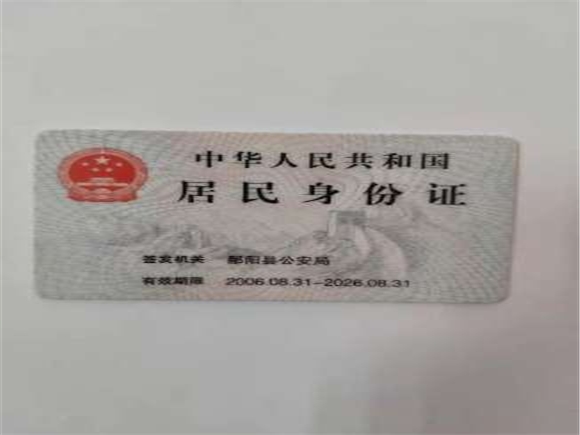 中华人民共和国
居民身份证
签发机关 鄱阳县公安局
有效期限 2006.08.31-2026.08.31